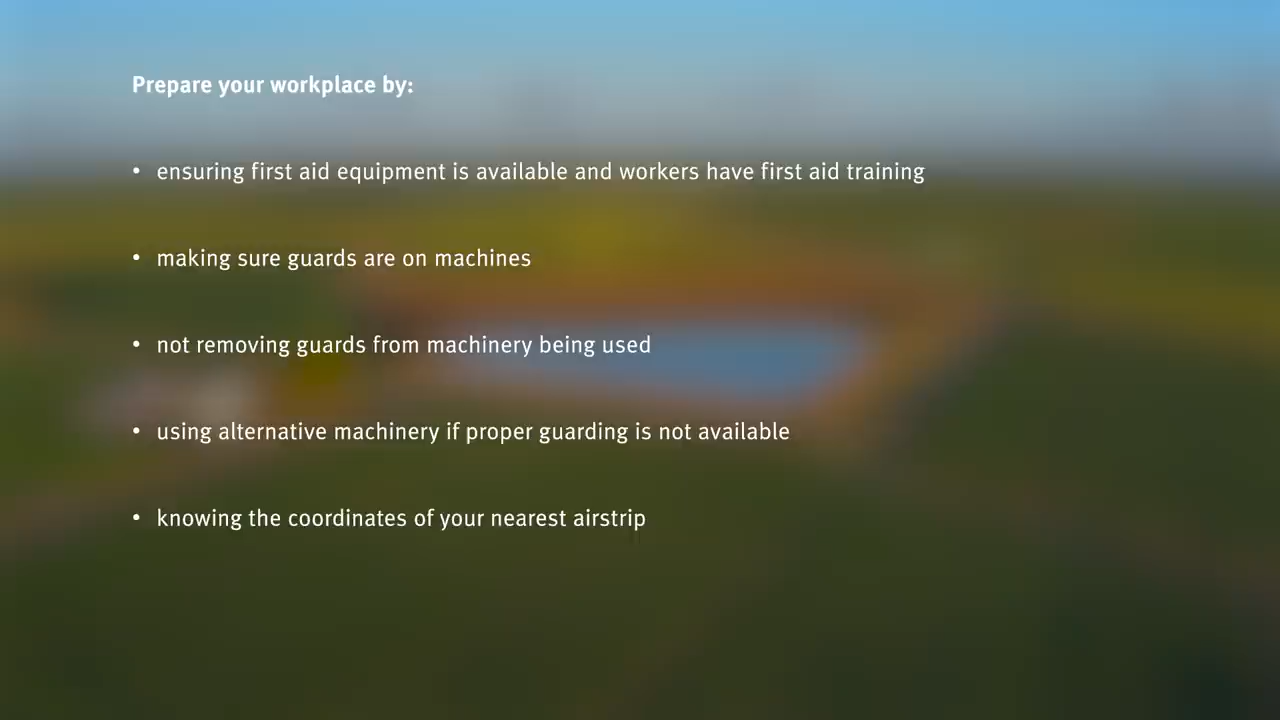 Prepare your workplace by:
• ensuring first aid equipment is available and workers have first aid training
• making sure guards are on machines
• not removing guards from machinery being used
• using alternative machinery if proper guarding is not available
• knowing the coordinates of your nearest airstrip